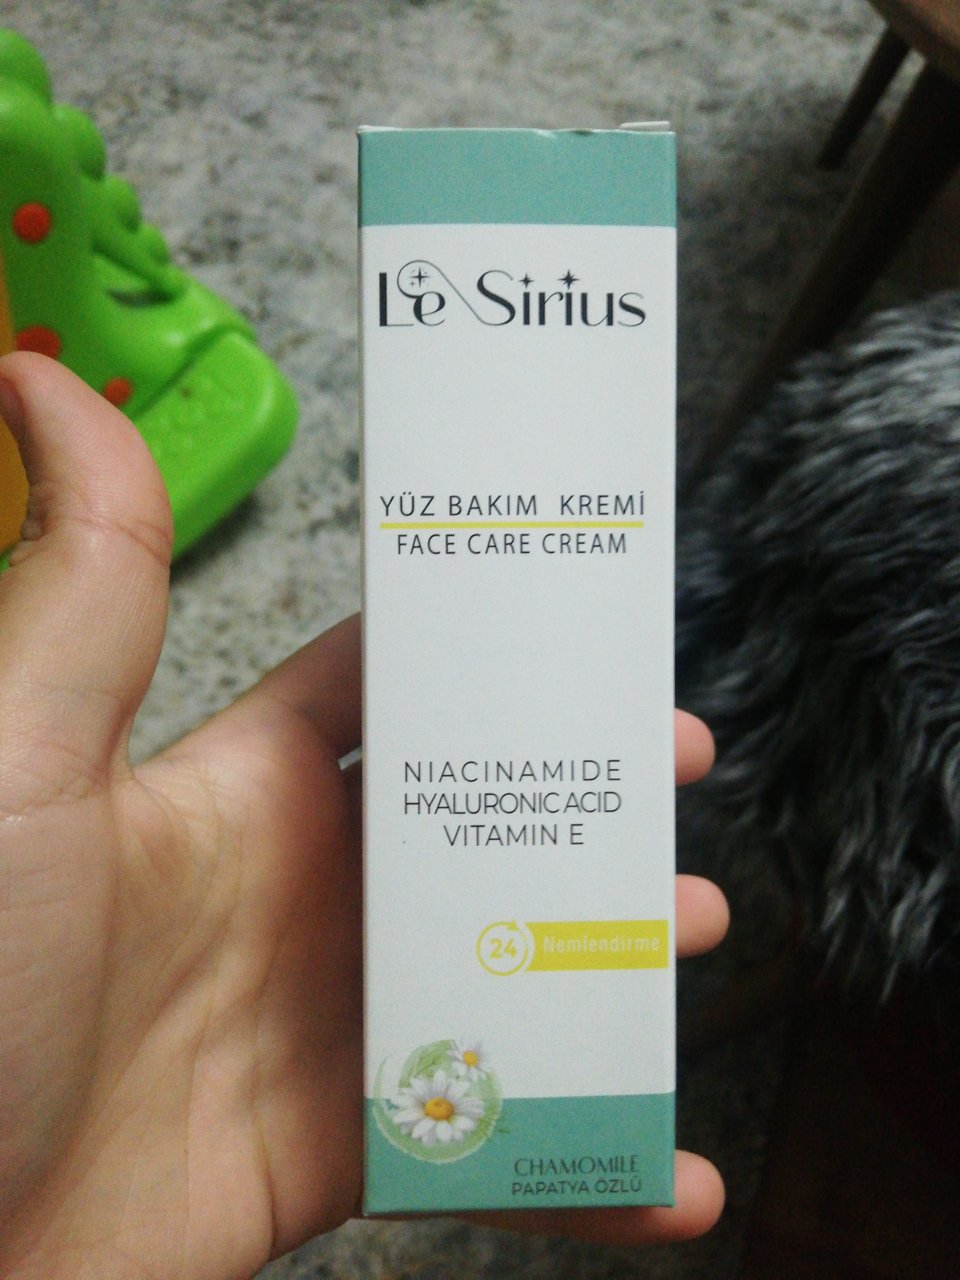 Le Sirius
YÜZ BAKIM KREMİ
FACE CARE CREAM
NIACINAMIDE
HYALURONIC ACID
VITAMIN E
24 Nemlendirme
CHAMOMILE
PAPATYA ÖZLÜ